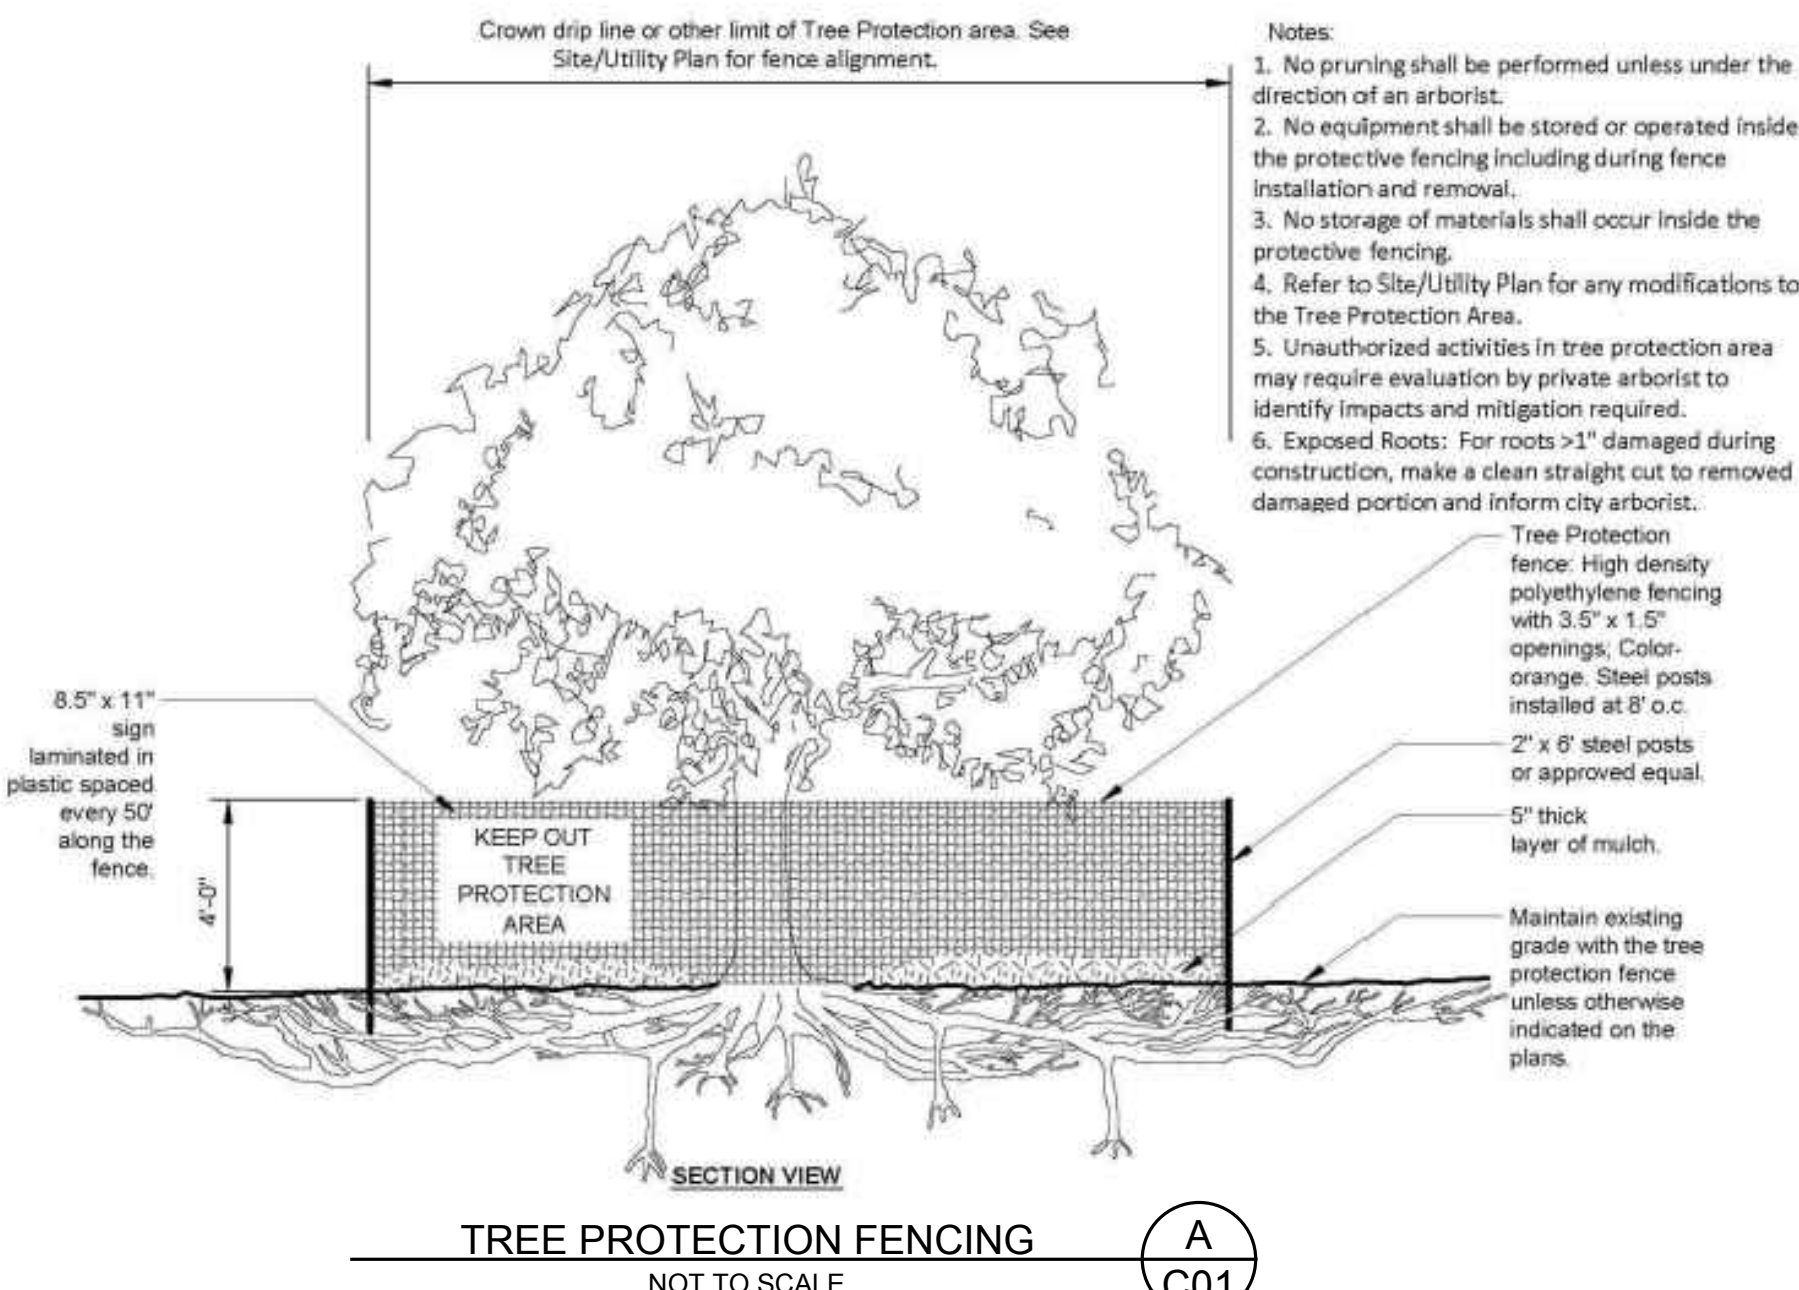 Crown drip line or other limit of Tree Protection area. See
Site/Utility Plan for fence alignment.
Notes:
1. No pruning shall be performed unless under the
direction of an arborist.
2. No equipment shall be stored or operated inside
the protective fencing including during fence
installation and removal.
3. No storage of materials shall occur inside the
protective fencing.
4. Refer to Site/Utility Plan for any modifications to
the Tree Protection Area.
5. Unauthorized activities in tree protection area
may require evaluation by private arborist to
identify impacts and mitigation required.
6. Exposed Roots: For roots >1" damaged during
construction, make a clean straight cut to removed
damaged portion and inform city arborist.
Tree Protection
fence: High density
polyethylene fencing
with 3.5" x 1.5"
openings; Color-
orange. Steel posts
installed at 8' o.c.
2" x 6' steel posts
or approved equal.
5" thick
layer of mulch.
Maintain existing
grade with the tree
protection fence
unless otherwise
indicated on the
plans.
8.5" x 11"
sign
laminated in
plastic spaced
every 50'
along the
fence.
4'-0"
KEEP OUT
TREE
PROTECTION
AREA
SECTION VIEW
TREE PROTECTION FENCING
NOT TO SCALE
A
C01